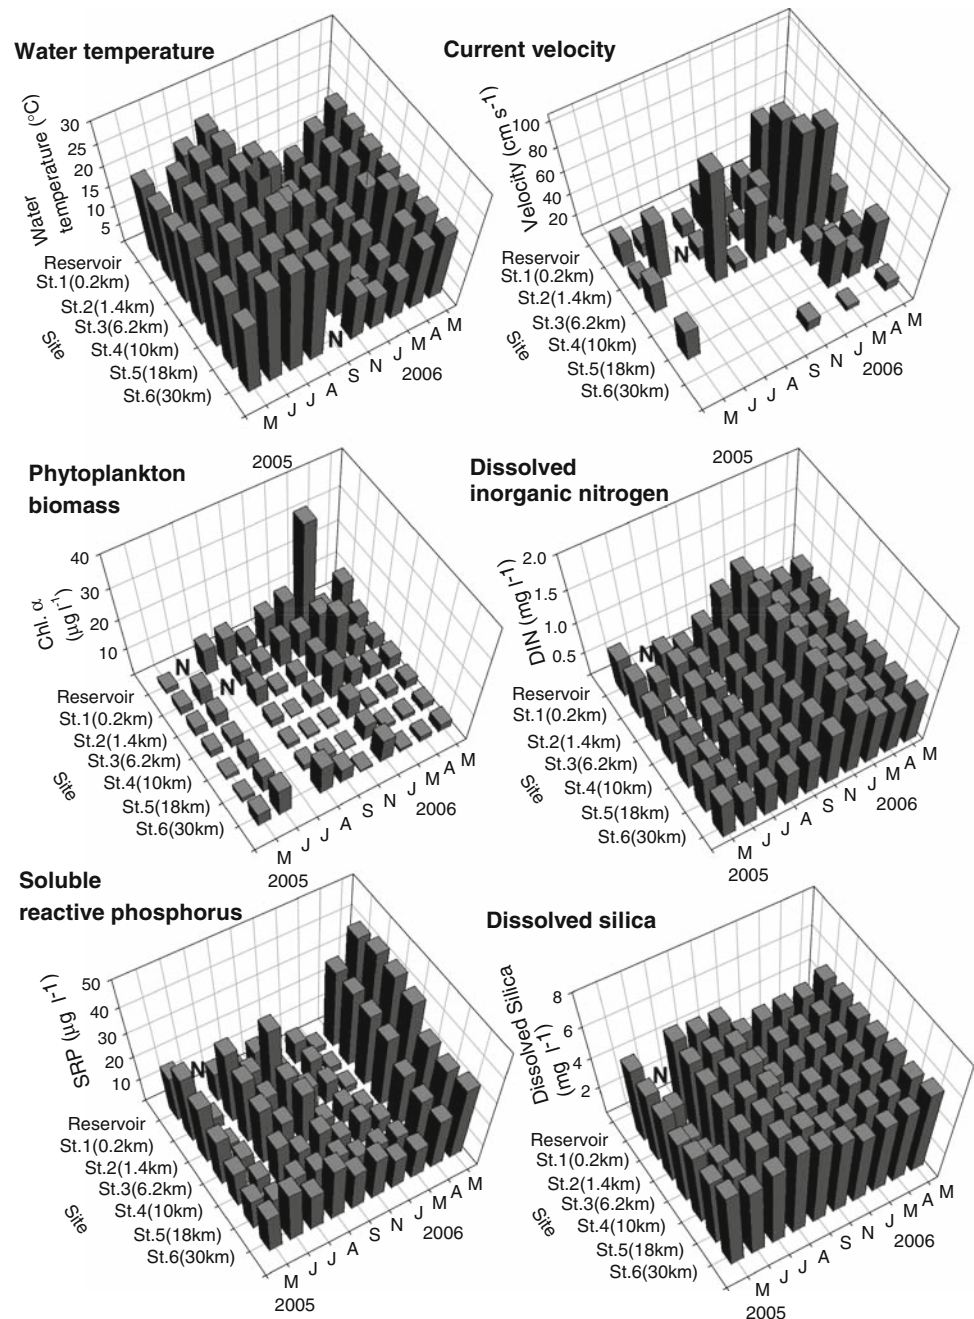 Water temperature
Water
temperature (°C)
30
25
20
15
10
5
Reservoir
St.1(0.2km)
St.2(1.4km)
St.3(6.2km)
St.4(10km)
St.5(18km)
St.6(30km)
Site
N
M J J A S N J M A M
2006
Current velocity
Velocity (cm s-1)
100
80
60
40
20
N
Reservoir
St.1(0.2km)
St.2(1.4km)
St.3(6.2km)
St.4(10km)
St.5(18km)
St.6(30km)
Site
M J J A S N J M A M
2006
Phytoplankton
biomass
2005
Chl. α
(μg l-1)
40
30
20
10
N
N
Reservoir
St.1(0.2km)
St.2(1.4km)
St.3(6.2km)
St.4(10km)
St.5(18km)
St.6(30km)
Site
M J J A S N J M A M
2006
2005
Dissolved
inorganic nitrogen
2005
DIN (mg l-1)
2.0
1.5
1.0
0.5
N
Reservoir
St.1(0.2km)
St.2(1.4km)
St.3(6.2km)
St.4(10km)
St.5(18km)
St.6(30km)
Site
M J J A S N J M A M
2006
2005
Soluble
reactive phosphorus
SRP (μg l-1)
50
40
30
20
10
N
Reservoir
St.1(0.2km)
St.2(1.4km)
St.3(6.2km)
St.4(10km)
St.5(18km)
St.6(30km)
Site
M J J A S N J M A M
2006
2005
Dissolved silica
Dissolved Silica
(mg l-1)
8
6
4
2
N
Reservoir
St.1(0.2km)
St.2(1.4km)
St.3(6.2km)
St.4(10km)
St.5(18km)
St.6(30km)
Site
M J J A S N J M A M
2006
2005